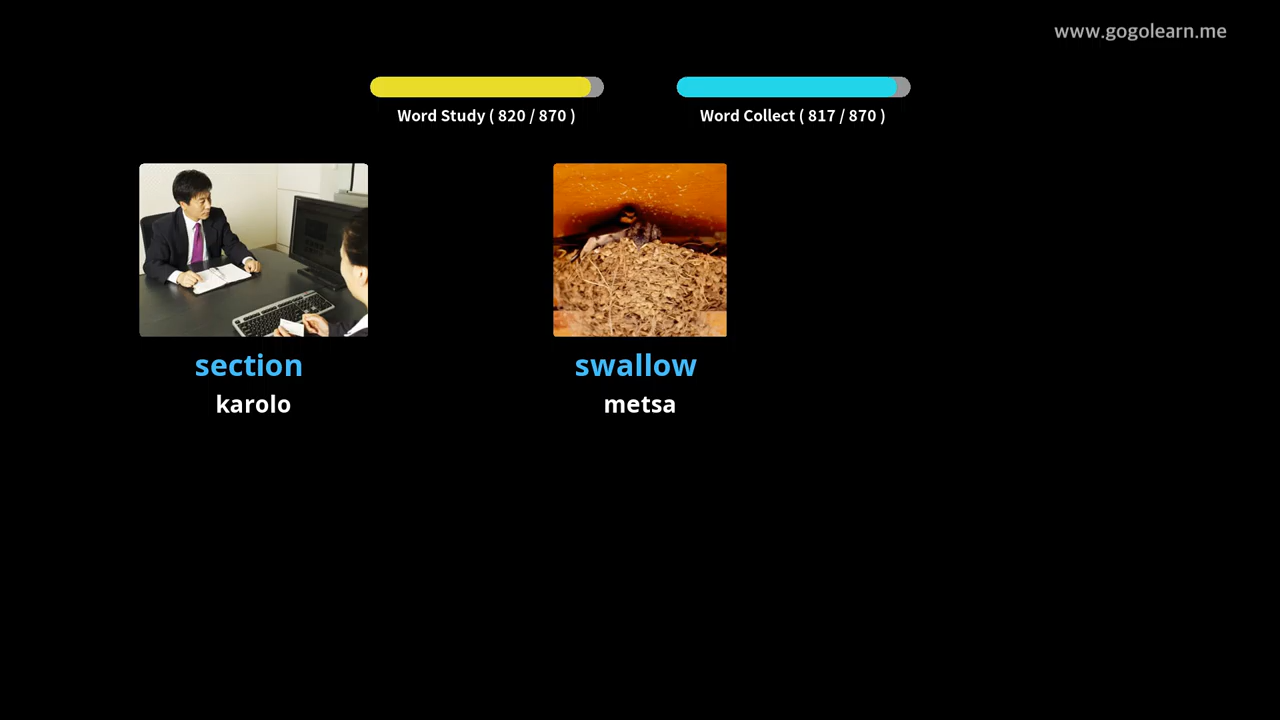 www.gogolearn.me
Word Study ( 820 / 870 )
Word Collect ( 817 / 870 )
section
swallow
karolo
metsa